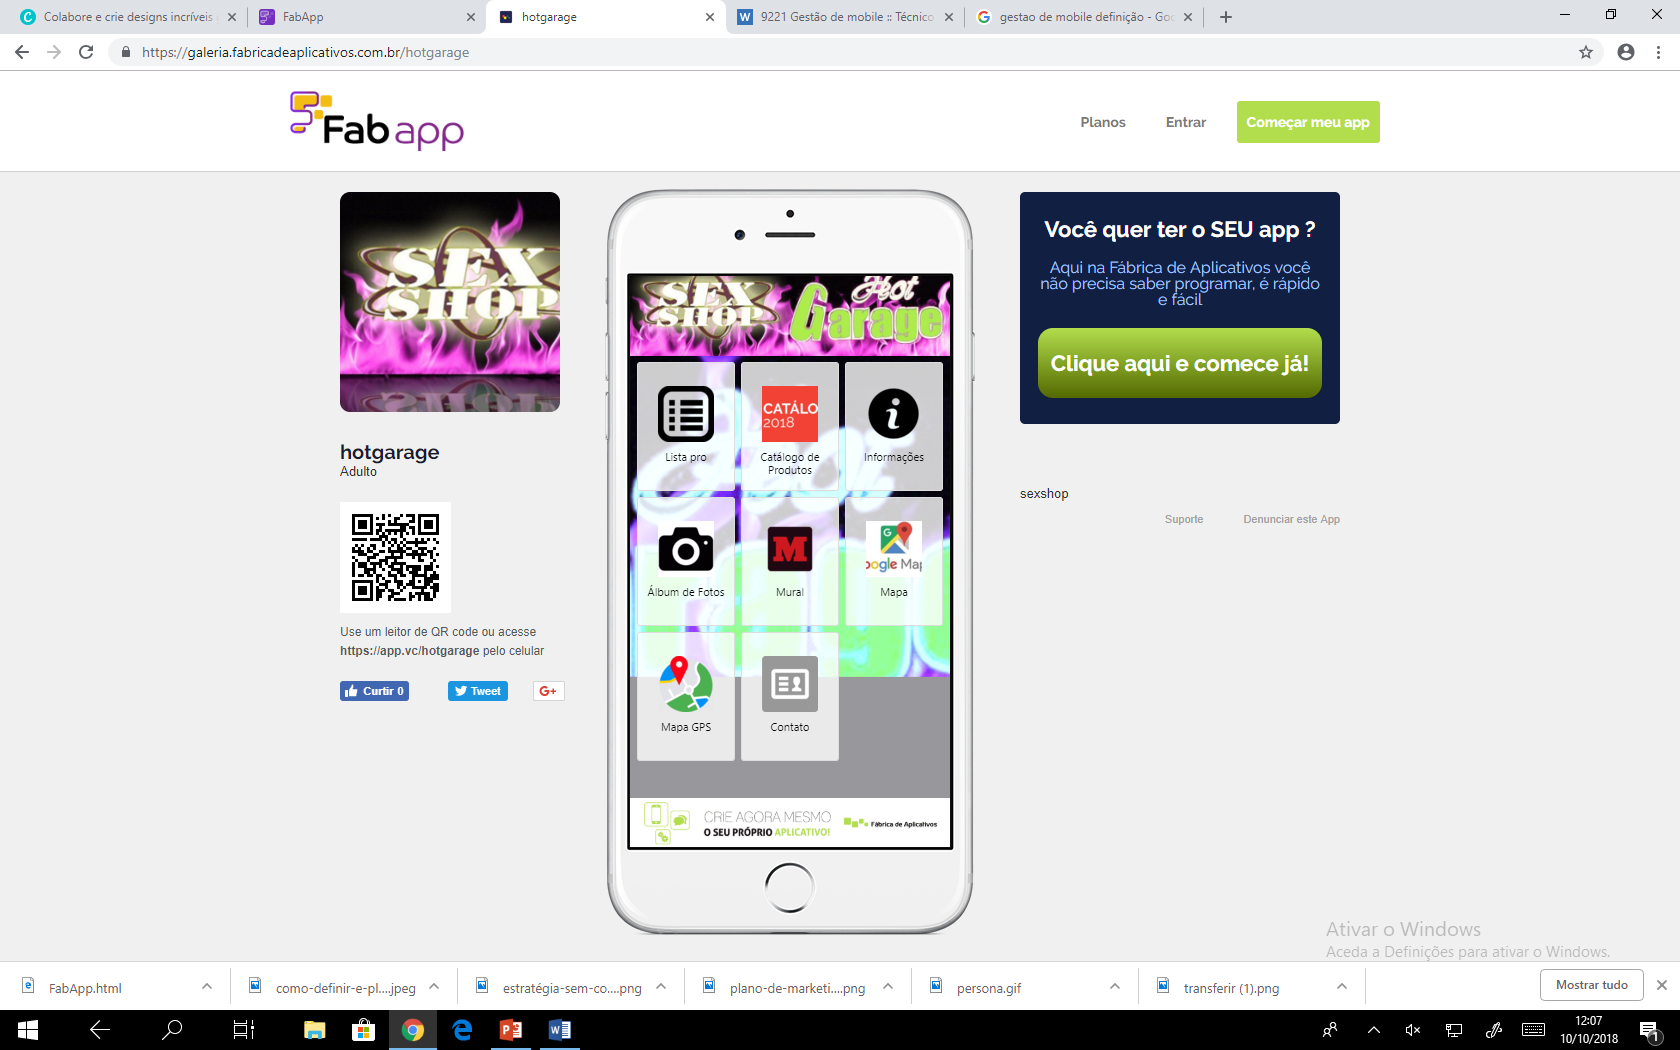 Colabore e crie designs incríveis
FabApp
hotgarage
9221 Gestão de mobile :: Técnico
gestao de mobile definição - Goo
https://galeria.fabricadeaplicativos.com.br/hotgarage
Fab app
Planos
Entrar
Começar meu app
SEX
SHOP
hotgarage
Adulto
Use um leitor de QR code ou acesse
https://app.vc/hotgarage pelo celular
Curtir 0
Tweet
G+
SEX
SHOP
Hot
Garage
Lista pro
CATÁLO
2018
Catálogo de
Produtos
Informações
Álbum de Fotos
M
Mural
G
oogle Map
Mapa
Mapa GPS
Contato
CRIE AGORA MESMO
O SEU PRÓPRIO APLICATIVO!
Fábrica de Aplicativos
Você quer ter o SEU app ?
Aqui na Fábrica de Aplicativos você
não precisa saber programar, é rápido
e fácil
Clique aqui e comece já!
sexshop
Suporte
Denunciar este App
Ativar o Windows
Aceda a Definições para ativar o Windows.
FabApp.html
como-definir-e-pl....jpeg
estratégia-sem-co....png
plano-de-marketi....png
persona.gif
transferir (1).png
Mostrar tudo
12:07
10/10/2018
1